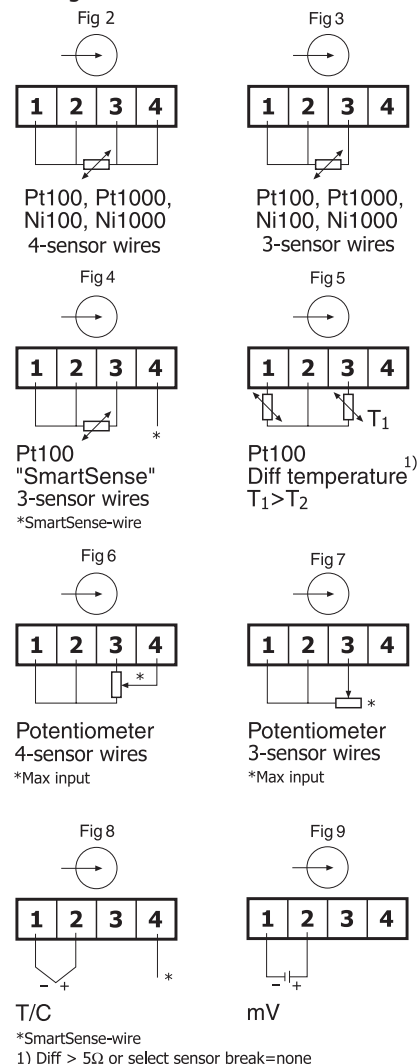 Fig 2
1 2 3 4
Pt100, Pt1000,
Ni100, Ni1000
4-sensor wires
Fig 3
1 2 3 4
Pt100, Pt1000,
Ni100, Ni1000
3-sensor wires
Fig 4
1 2 3 4
*
Pt100
"SmartSense"
3-sensor wires
*SmartSense-wire
Fig 5
1 2 3 4
T1
Pt100
Diff temperature 1)
T1>T2
Fig 6
1 2 3 4
*
Potentiometer
4-sensor wires
*Max input
Fig 7
1 2 3 4
*
Potentiometer
3-sensor wires
*Max input
Fig 8
1 2 3 4
- +
*
T/C
*SmartSense-wire
Fig 9
1 2 3 4
- +
mV
1) Diff > 5Ω or select sensor break=none